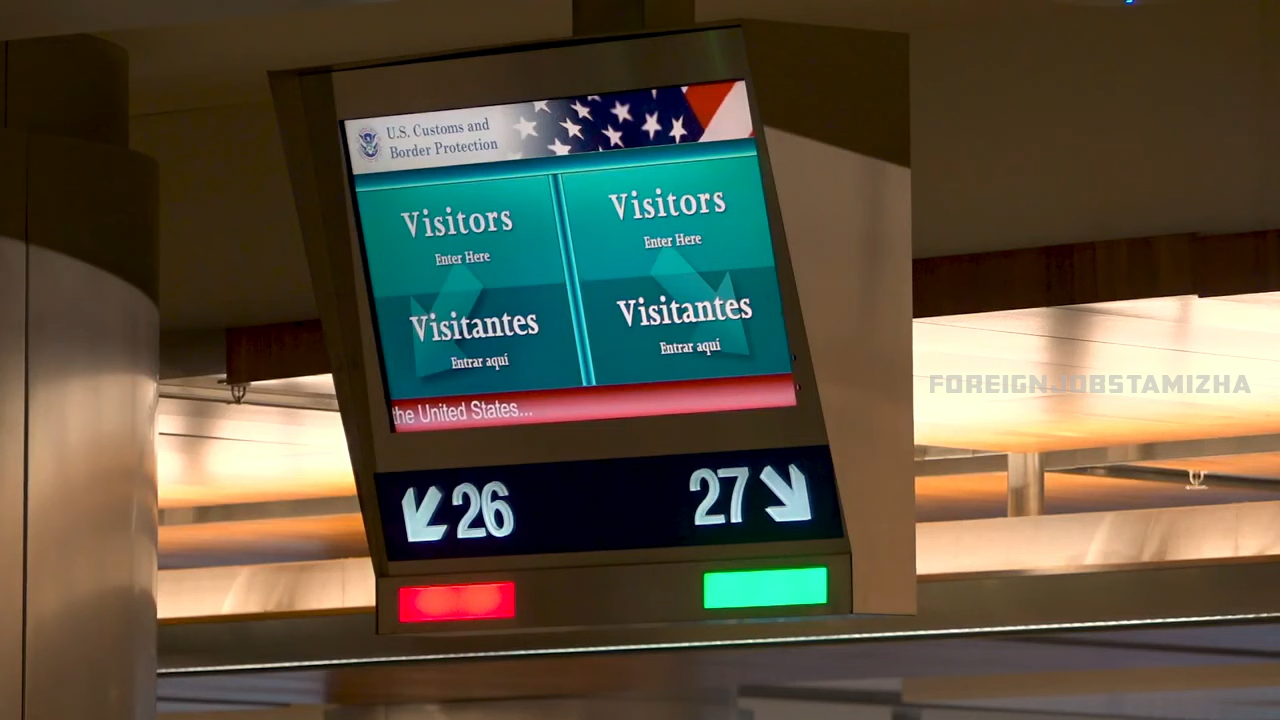 U.S. Customs and
Border Protection
Visitors
Enter Here
Visitantes
Entrar aquí
Visitors
Enter Here
Visitantes
Entrar aquí
the United States...
26
27
FOREIGNJOBSTAMIZHA